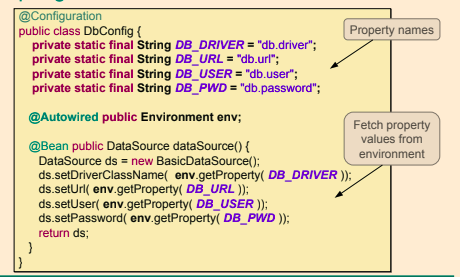 @Configuration
public class DbConfig {
private static final String DB_DRIVER = "db.driver";
private static final String DB_URL = "db.url";
private static final String DB_USER = "db.user";
private static final String DB_PWD = "db.password";
@Autowired public Environment env;
@Bean public DataSource dataSource() {
DataSource ds = new BasicDataSource();
ds.setDriverClassName( env.getProperty( DB_DRIVER ));
ds.setUrl( env.getProperty( DB_URL ));
ds.setUser( env.getProperty( DB_USER ));
ds.setPassword( env.getProperty( DB_PWD ));
return ds;
}
}
Property names
Fetch property
values from
environment